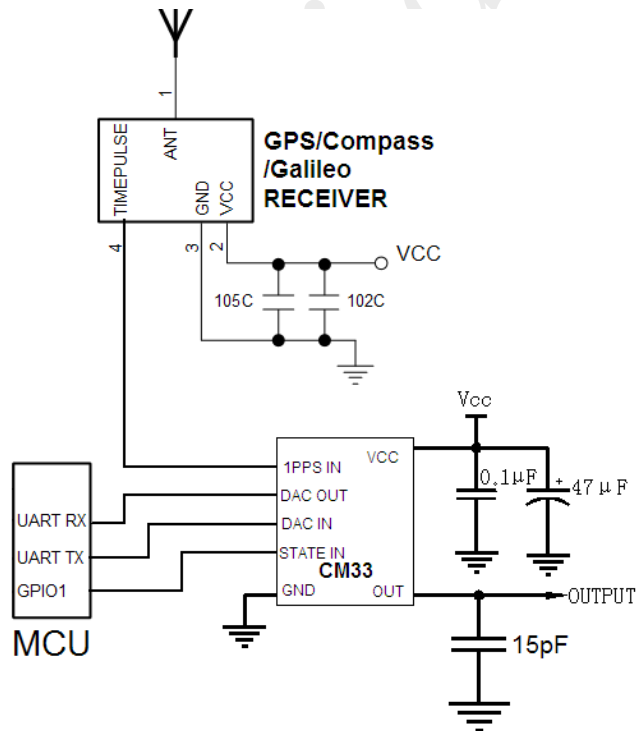 1
TIMEPULSE
ANT
GND
VCC
GPS/Compass
/Galileo
RECEIVER
4
3
2
VCC
105C
102C
Vcc
1PPS IN
VCC
0.1μF
+
47μF
DAC OUT
UART RX
DAC IN
UART TX
STATE IN
GPIO1
CM33
GND
OUT
OUTPUT
MCU
15pF